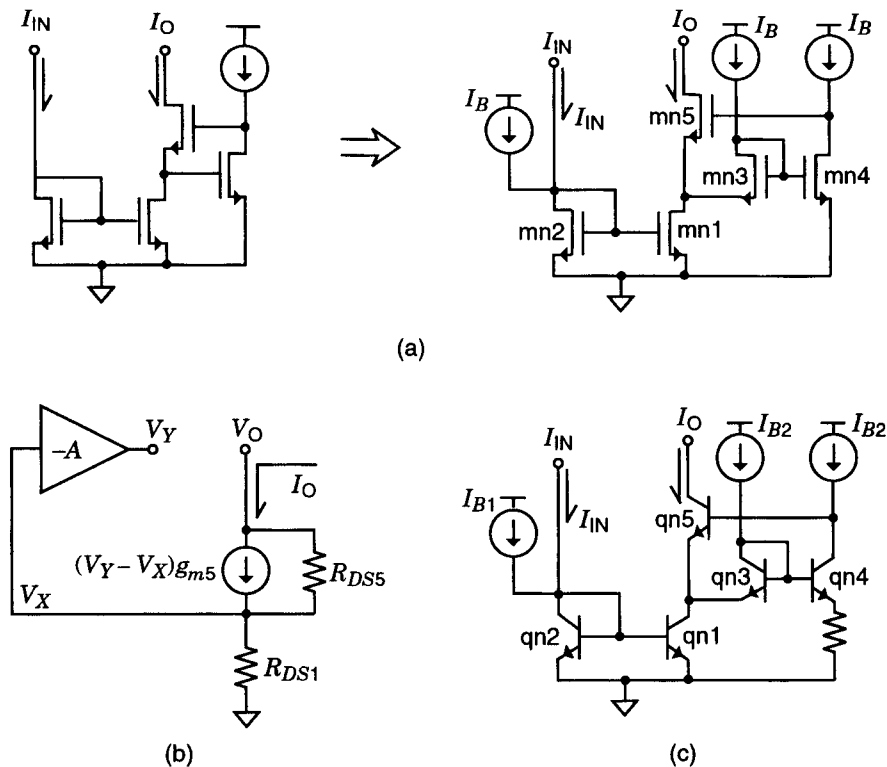 I_IN
I_O
I_IN
I_B
I_IN
I_O
I_B
I_B
mn5
mn3
mn4
mn2
mn1
(a)
-A
V_Y
V_O
I_O
(V_Y - V_X)g_m5
R_DS5
V_X
R_DS1
(b)
I_IN
I_B1
I_IN
I_O
I_B2
I_B2
qn5
qn3
qn4
qn2
qn1
(c)